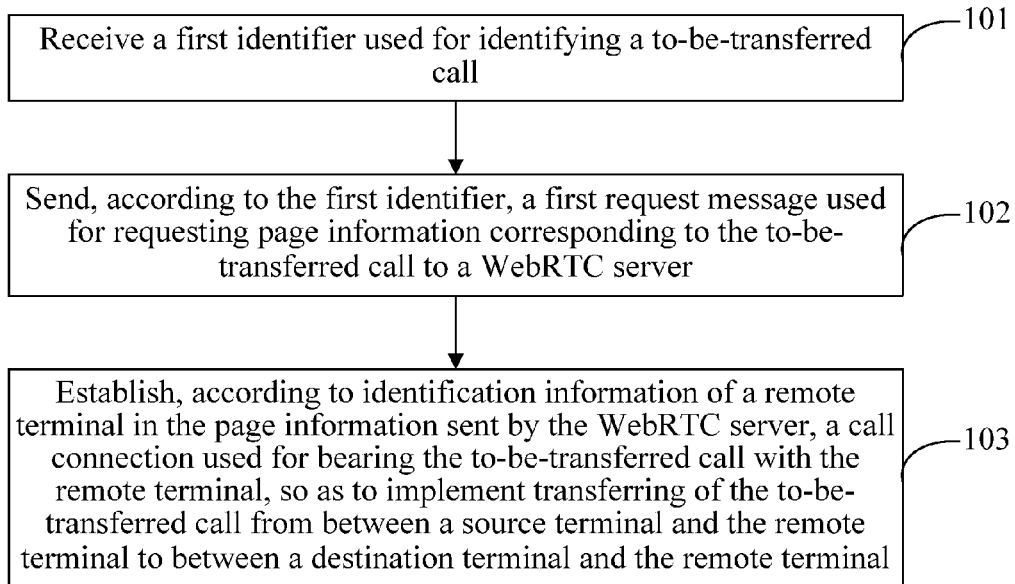 Receive a first identifier used for identifying a to-be-transferred
call
101
Send, according to the first identifier, a first request message used
for requesting page information corresponding to the to-be-
transferred call to a WebRTC server
102
Establish, according to identification information of a remote
terminal in the page information sent by the WebRTC server, a call
connection used for bearing the to-be-transferred call with the
remote terminal, so as to implement transferring of the to-be-
transferred call from between a source terminal and the remote
terminal to between a destination terminal and the remote terminal
103